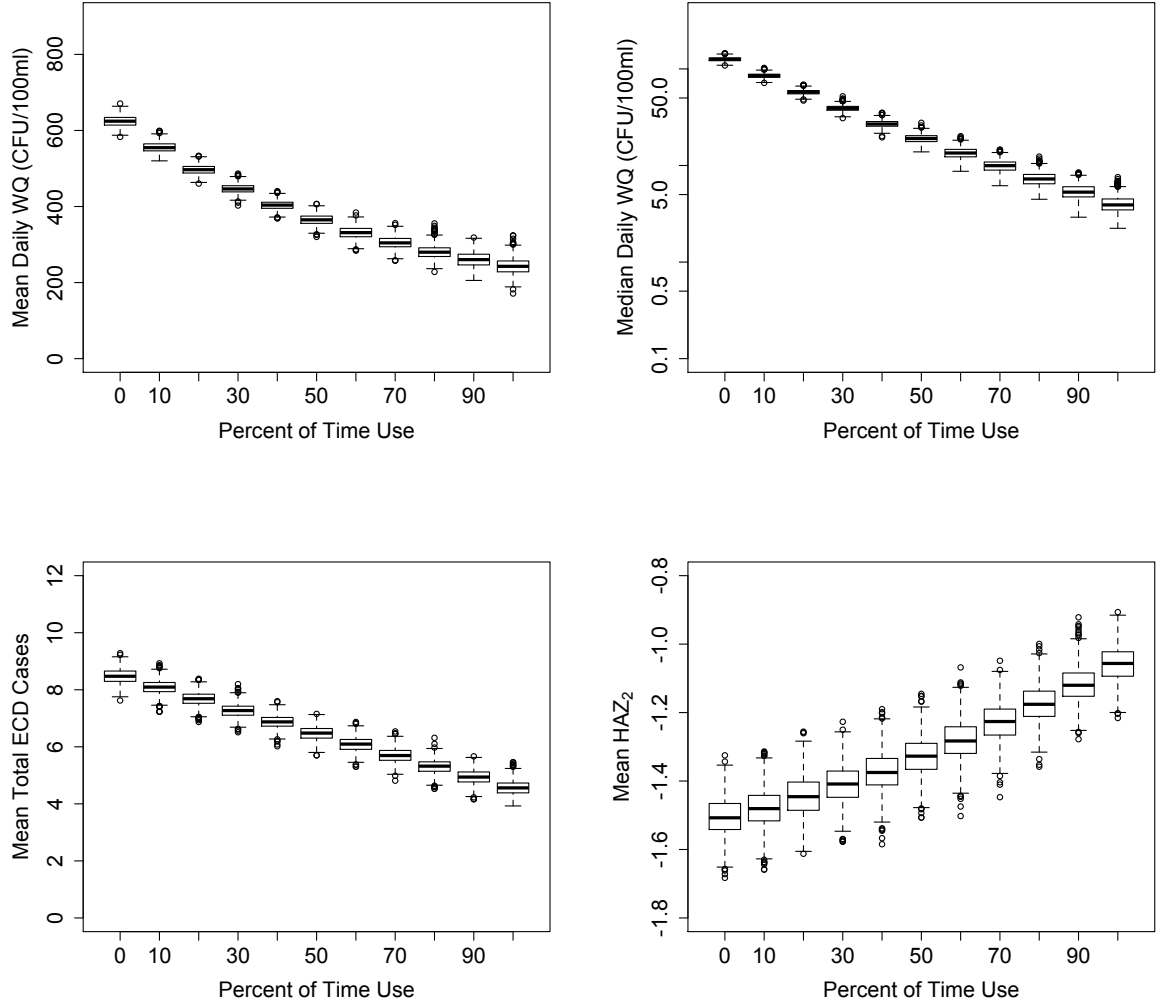 Mean Daily WQ (CFU/100ml)
800
600
400
200
0
0 10 30 50 70 90
Percent of Time Use
Median Daily WQ (CFU/100ml)
50.0
5.0
0.5
0.1
0 10 30 50 70 90
Percent of Time Use
Mean Total ECD Cases
12
10
8
6
4
2
0
0 10 30 50 70 90
Percent of Time Use
Mean HAZ₂
-0.8
-1.0
-1.2
-1.4
-1.6
-1.8
0 10 30 50 70 90
Percent of Time Use